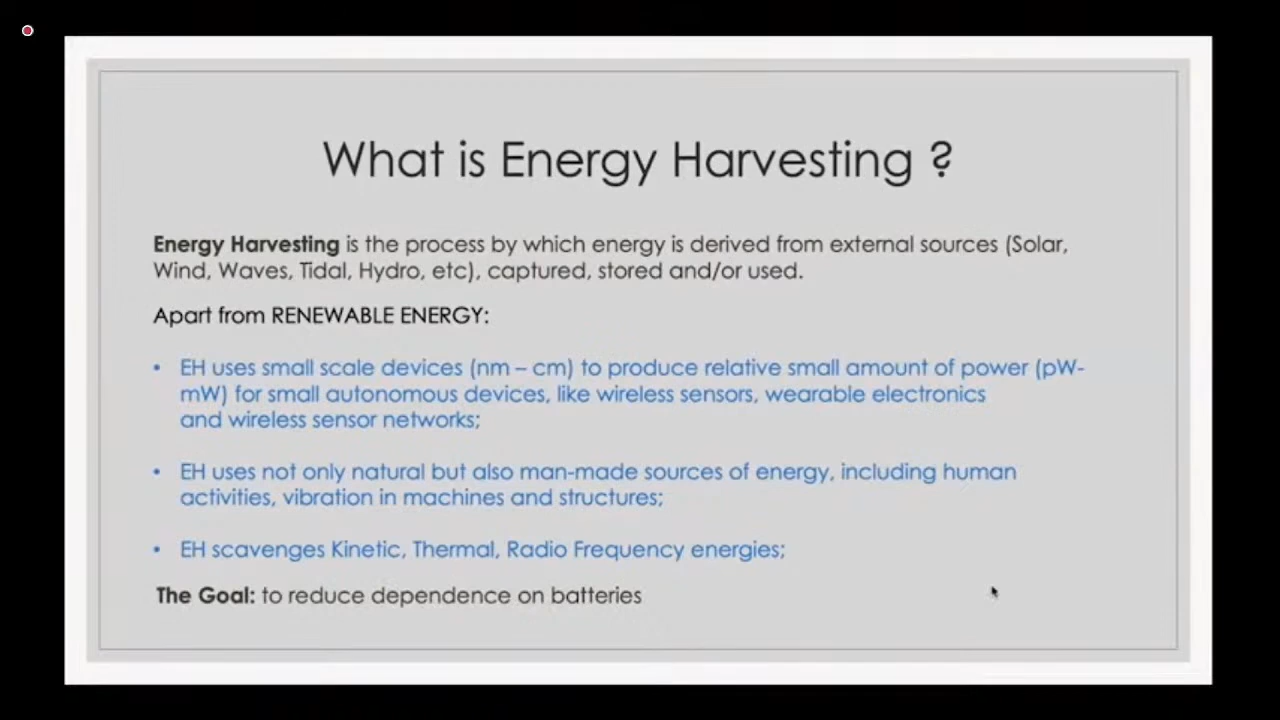 What is Energy Harvesting ?
Energy Harvesting is the process by which energy is derived from external sources (Solar,
Wind, Waves, Tidal, Hydro, etc), captured, stored and/or used.
Apart from RENEWABLE ENERGY:
• EH uses small scale devices (nm – cm) to produce relative small amount of power (pW-
mW) for small autonomous devices, like wireless sensors, wearable electronics
and wireless sensor networks;
• EH uses not only natural but also man-made sources of energy, including human
activities, vibration in machines and structures;
• EH scavenges Kinetic, Thermal, Radio Frequency energies;
The Goal: to reduce dependence on batteries